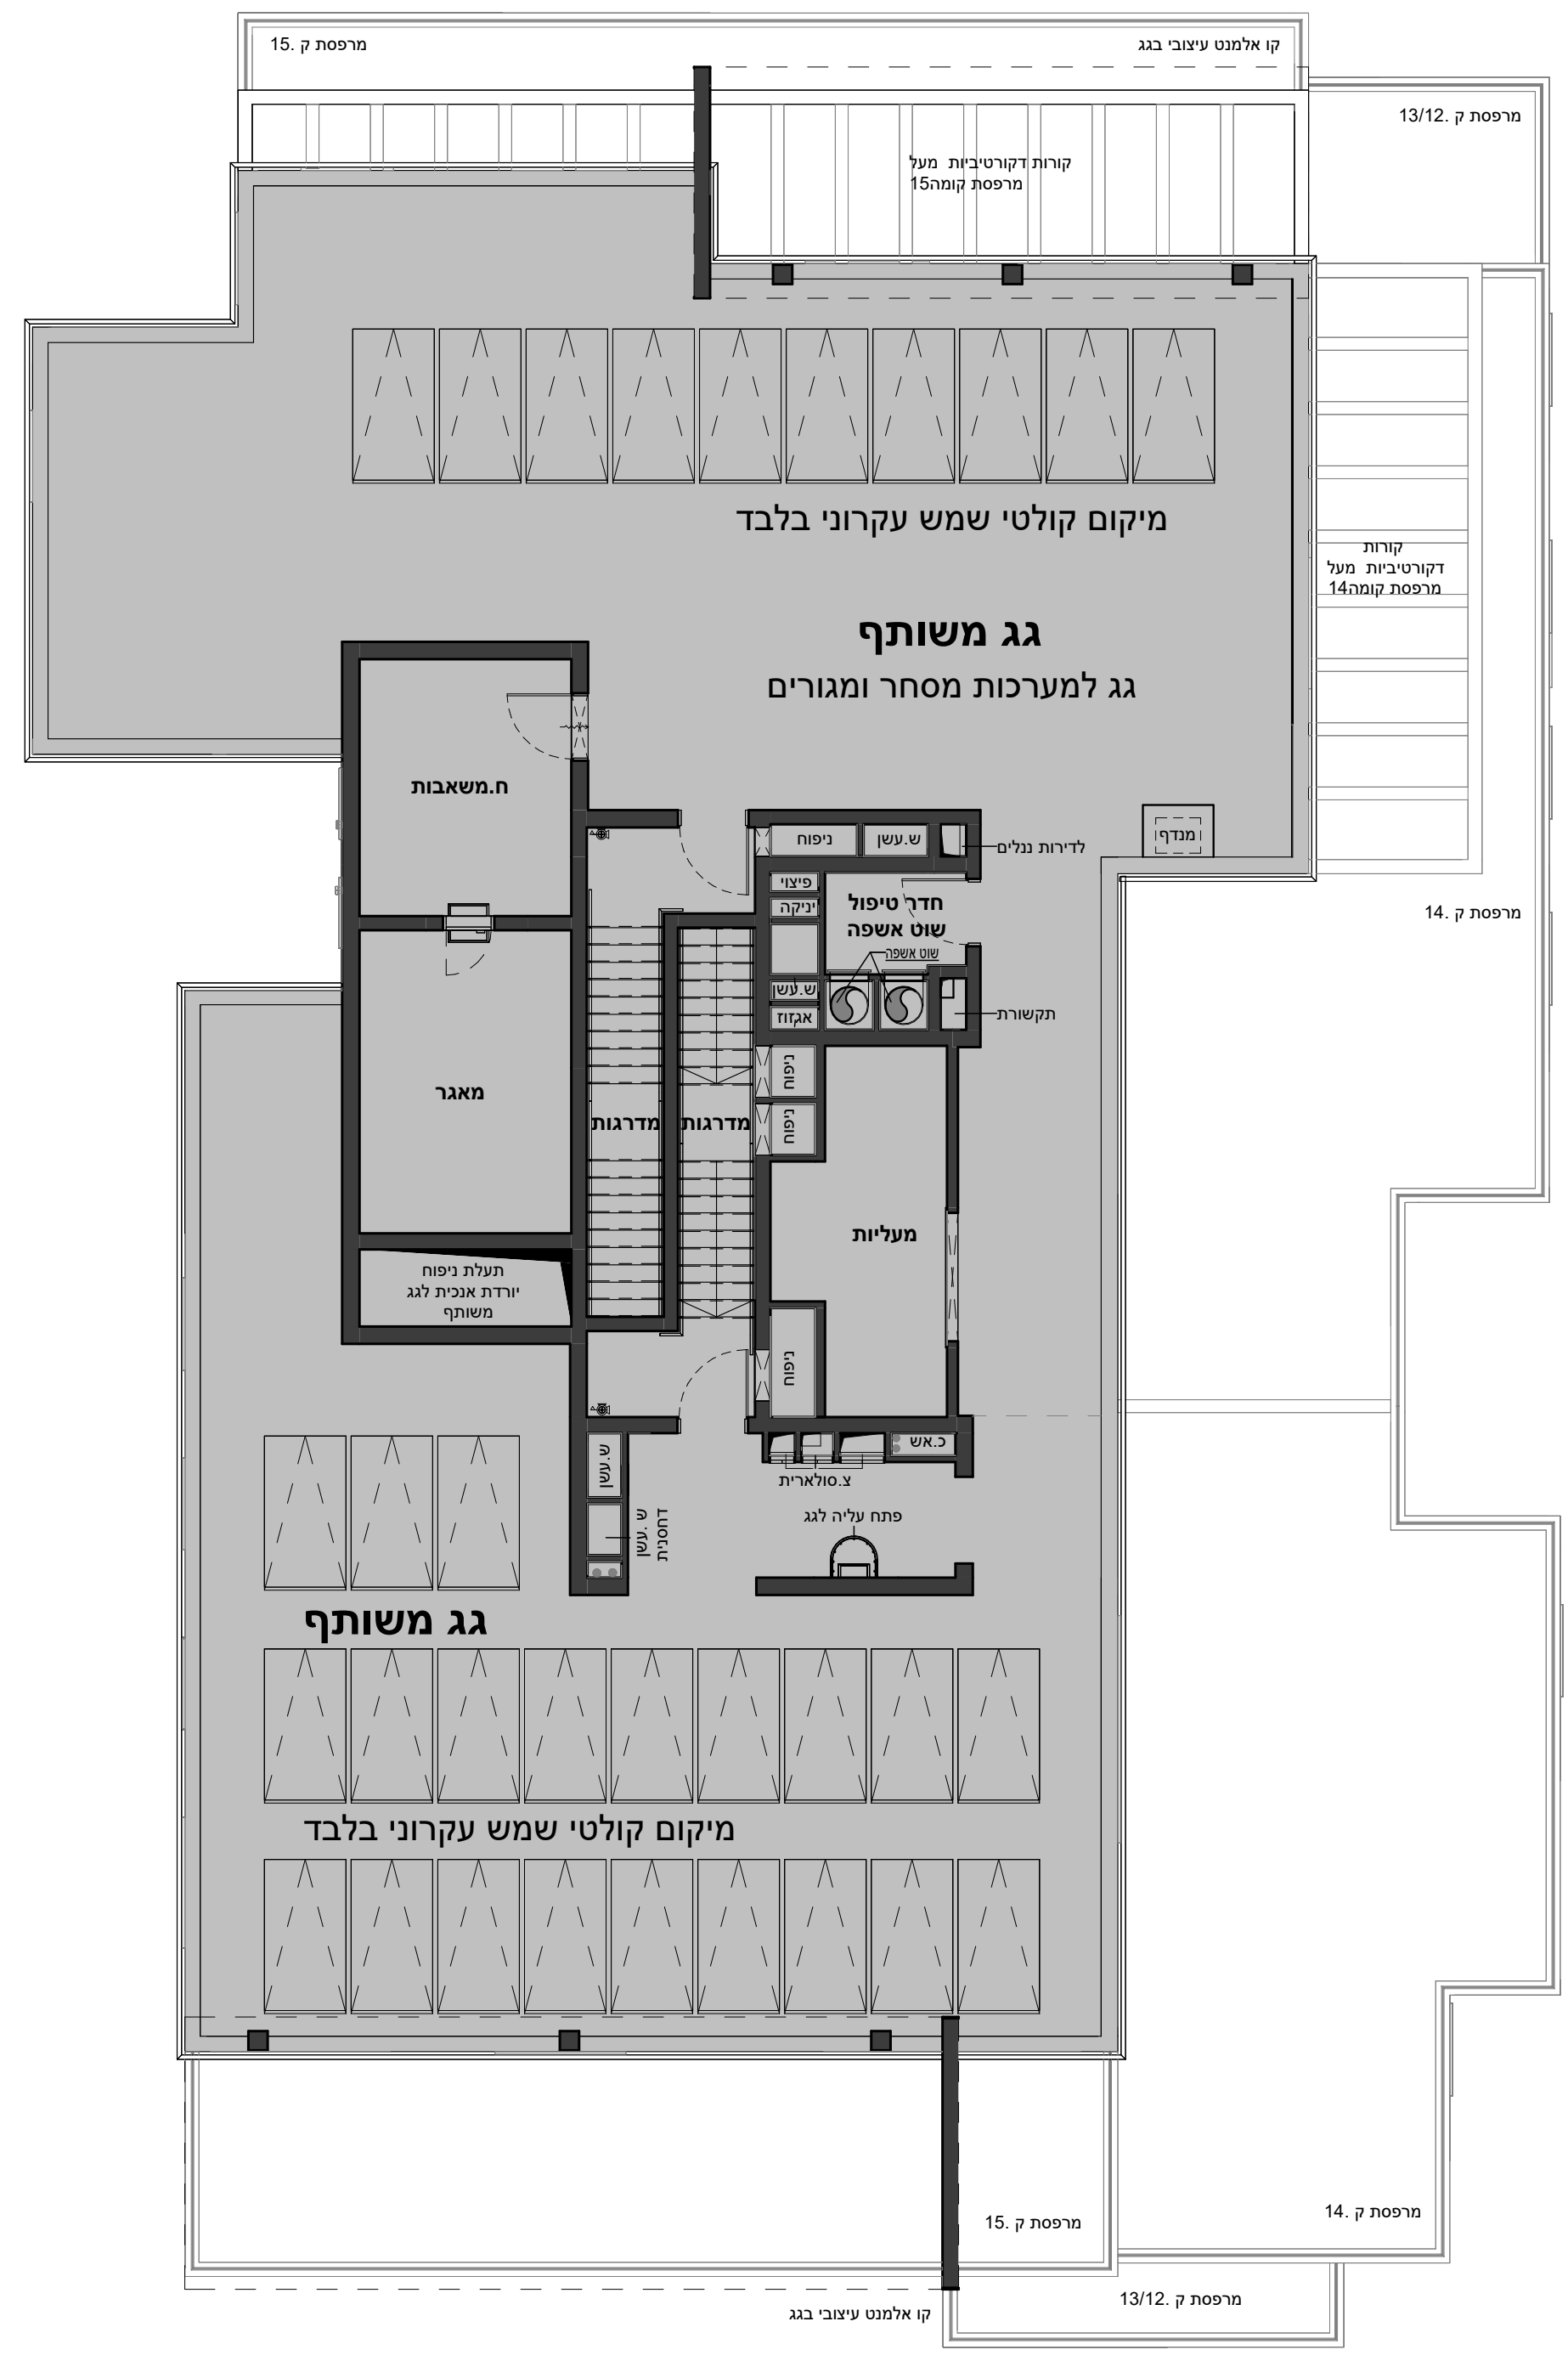 מרפסת ק .15
קו אלמנט עיצובי בגג
מרפסת ק .13/12
קורות דקורטיביות מעל
מרפסת קומה15
מיקום קולטי שמש עקרוני בלבד
קורות
דקורטיביות מעל
מרפסת קומה14
גג משותף
גג למערכות מסחר ומגורים
ח.משאבות
ניפוח
ש.עשן
לדירות ננלים
מנדף
פיצוי
יניקה
חדר טיפול
שוט אשפה
שוט אשפה
מרפסת ק .14
ש.עשן
אגזוז
תקשורת
ניפוח
מאגר
מדרגות
מדרגות
ניפוח
מעליות
תעלת ניפוח
יורדת אנכית לגג
משותף
ניפוח
ש.עשן
כ.אש
צ.סולארית
ש .עשן
דחסנית
פתח עליה לגג
גג משותף
מיקום קולטי שמש עקרוני בלבד
מרפסת ק .15
מרפסת ק .14
מרפסת ק .13/12
קו אלמנט עיצובי בגג